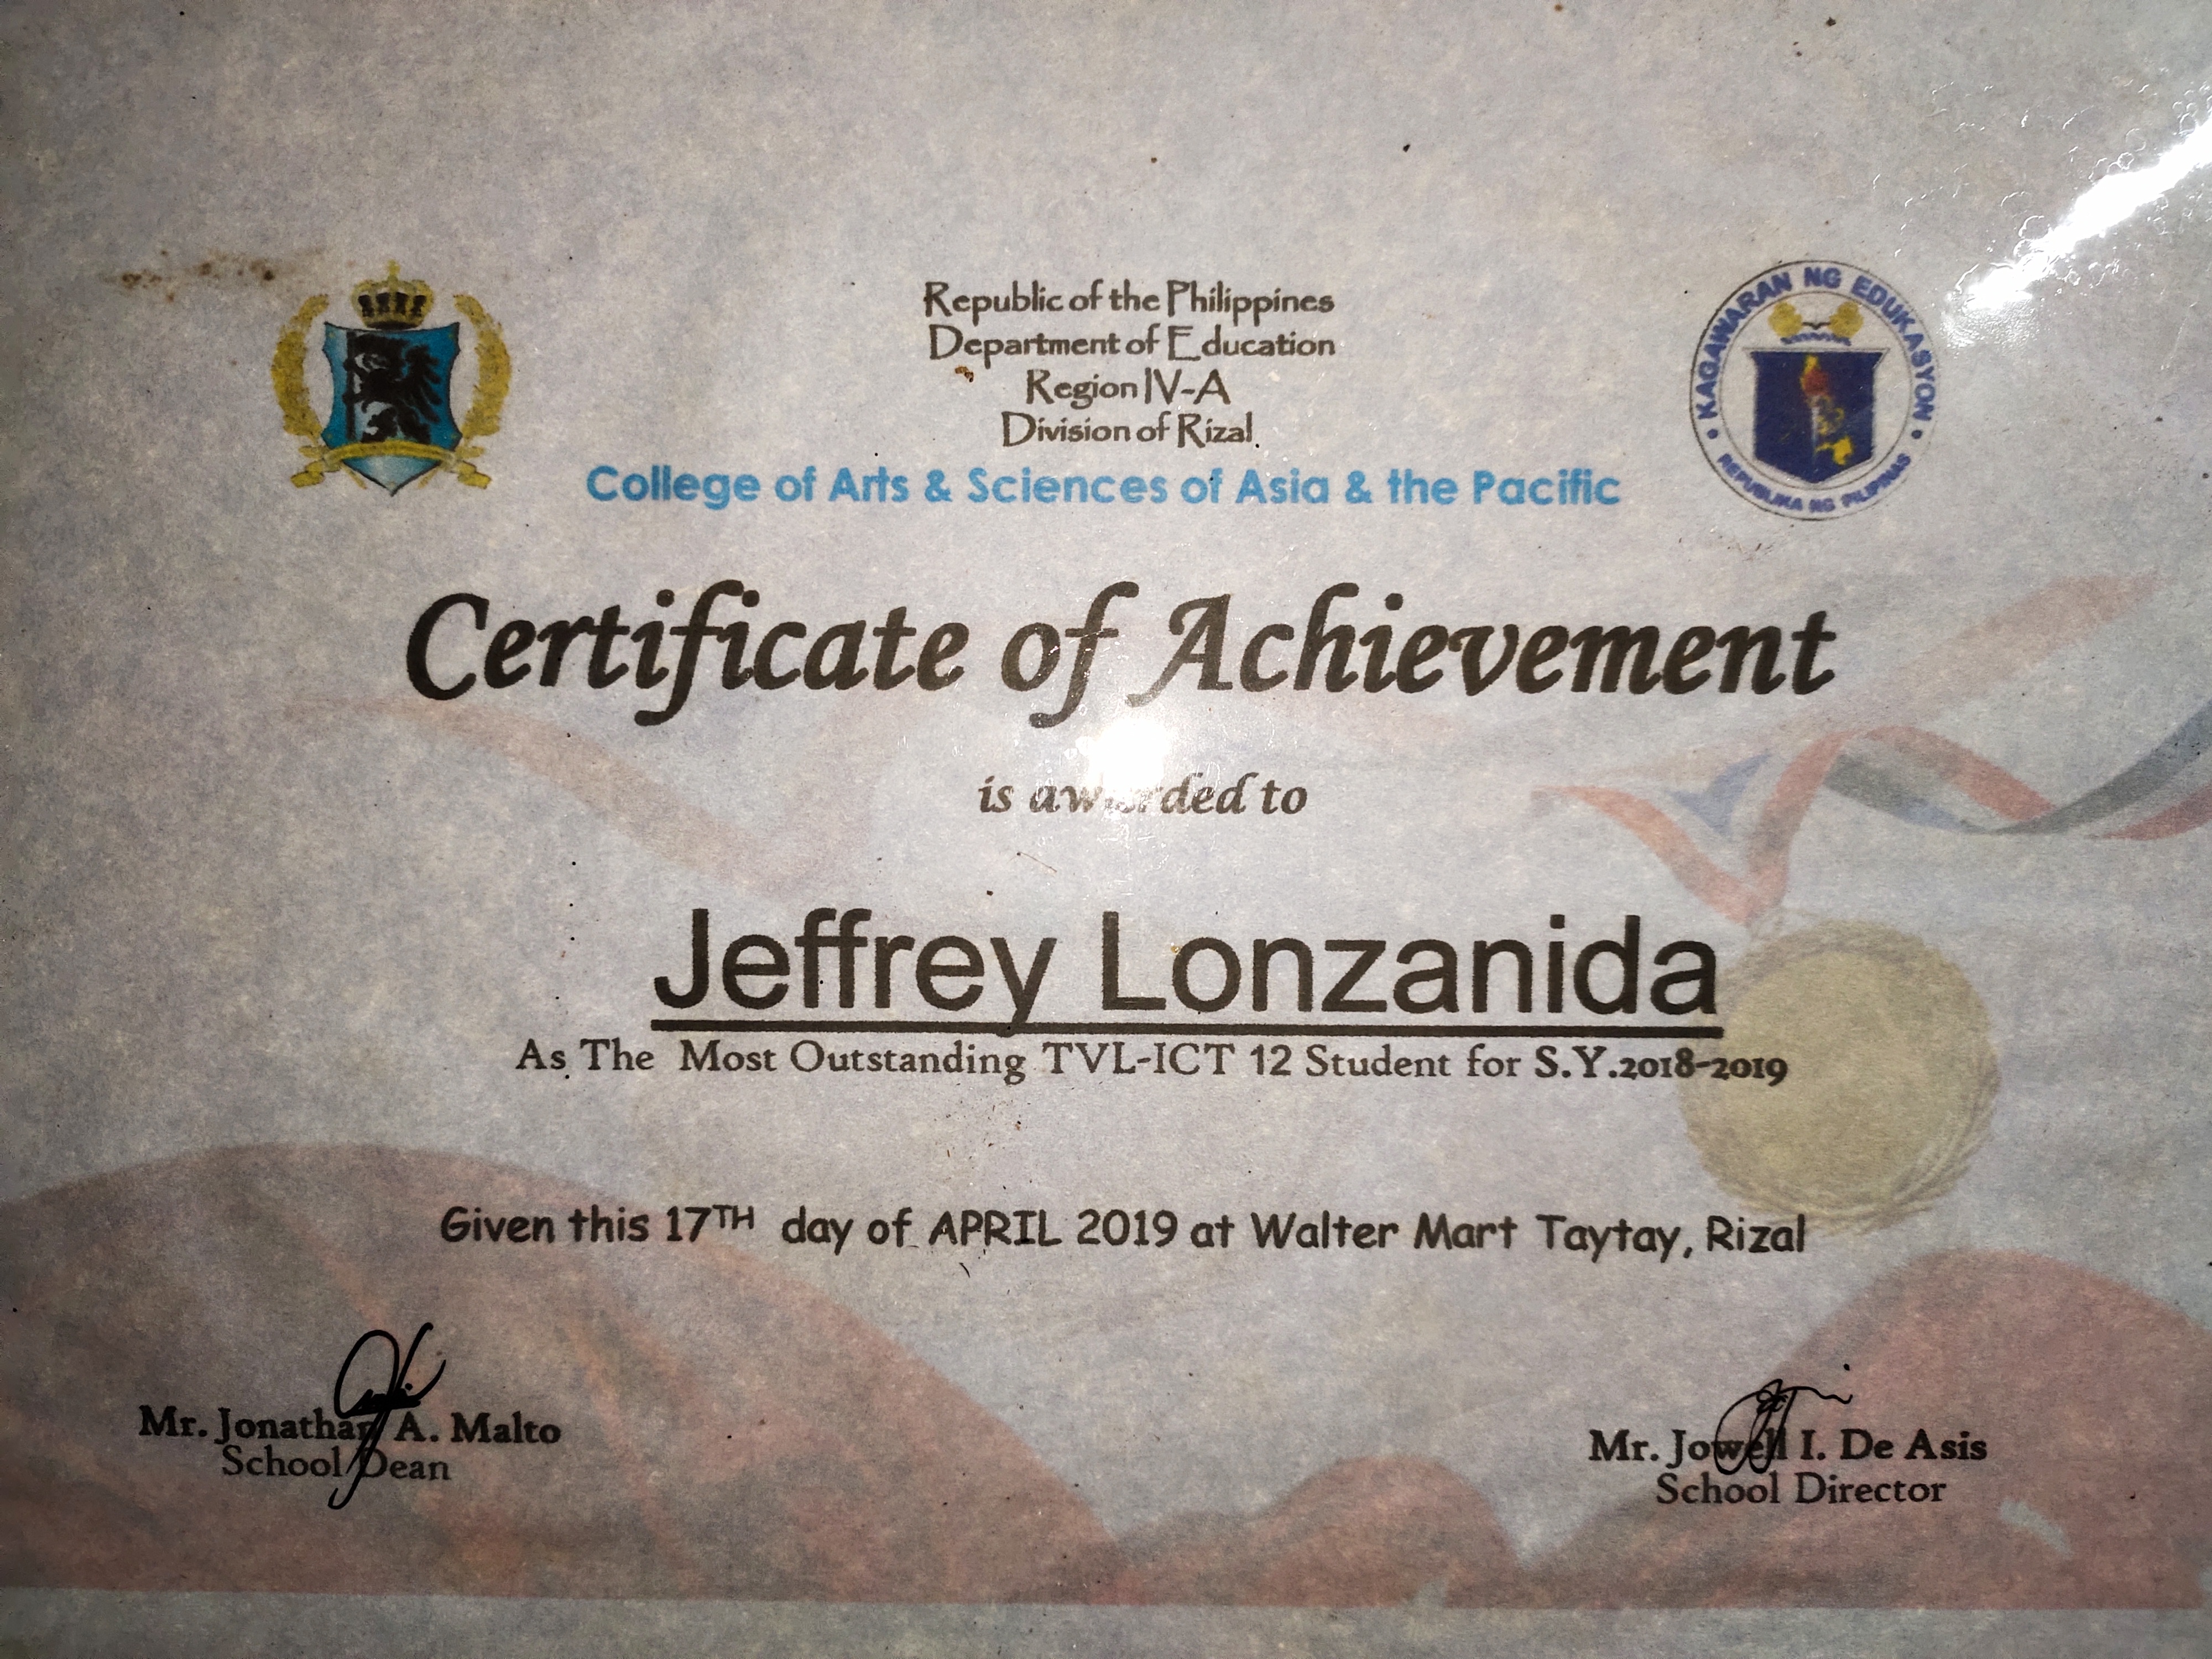 Republic of the Philippines
Department of Education
Region IV-A
Division of Rizal
College of Arts & Sciences of Asia & the Pacific
KAGAWARAN NG EDUKASYON
REPUBLIKA NG PILIPINAS
Certificate of Achievement
is awarded to
Jeffrey Lonzanida
As The Most Outstanding TVL-ICT 12 Student for S.Y.2018-2019
Given this 17TH day of APRIL 2019 at Walter Mart Taytay, Rizal
Mr. Jonathan A. Malto
School Dean
Mr. Jowell I. De Asis
School Director